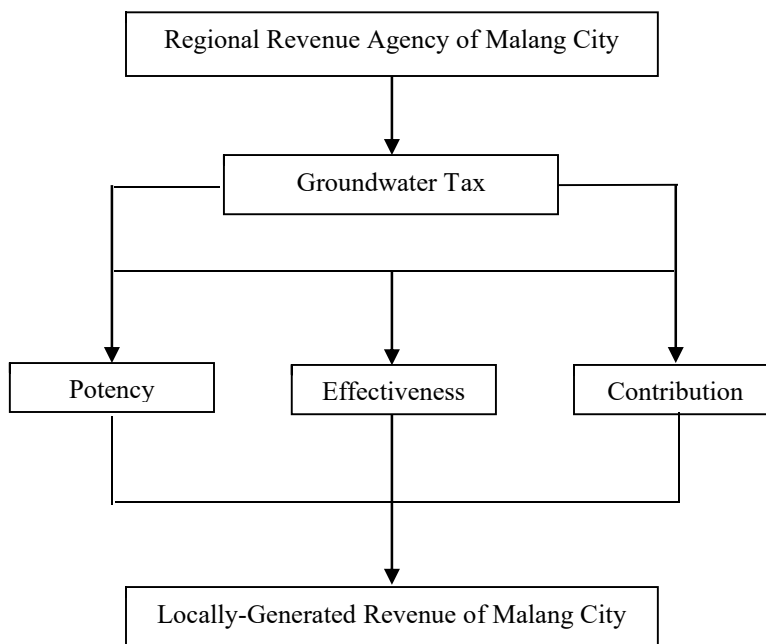 Regional Revenue Agency of Malang City
Groundwater Tax
Potency
Effectiveness
Contribution
Locally-Generated Revenue of Malang City